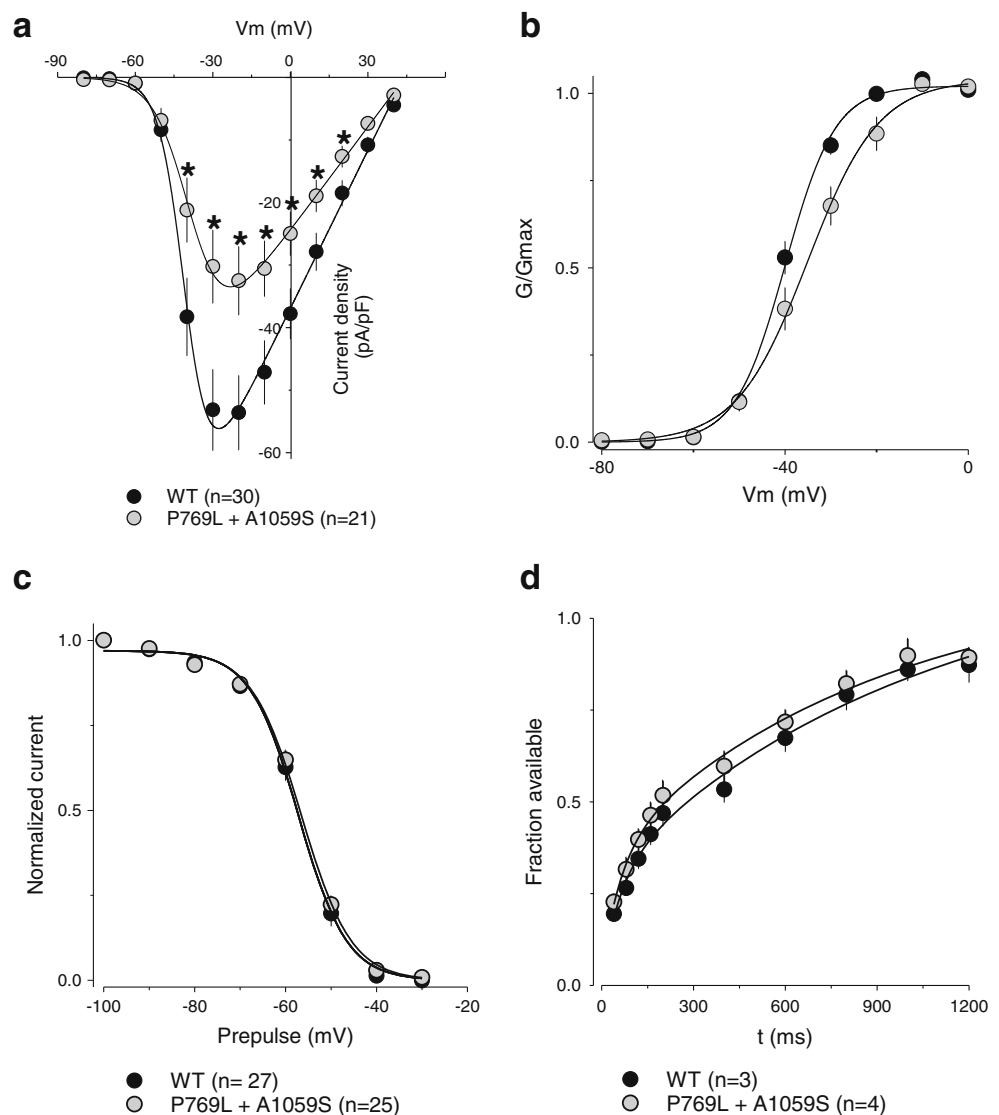 a
Vm (mV)
-90 -60 -30 0 30
* * * * * * *
-20
-40
-60
Current density
(pA/pF)
WT (n=30)
P769L + A1059S (n=21)
b
1.0
0.5
0.0
G/Gmax
-80 -40 0
Vm (mV)
c
1.0
0.5
0.0
Normalized current
-100 -80 -60 -40 -20
Prepulse (mV)
WT (n= 27)
P769L + A1059S (n=25)
d
1.0
0.5
0.0
Fraction available
0 300 600 900 1200
t (ms)
WT (n=3)
P769L + A1059S (n=4)